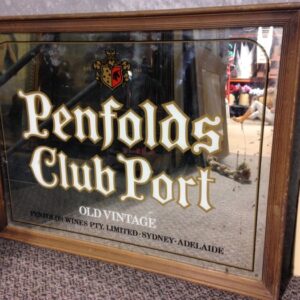 Penfolds
Club Port
OLD VINTAGE
PENFOLDS WINES PTY. LIMITED·SYDNEY·ADELAIDE